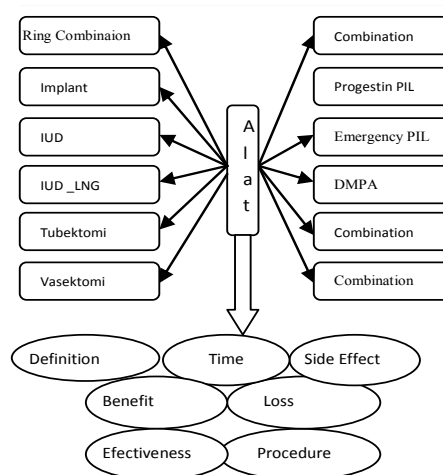 Ring Combinaion
Implant
IUD
IUD _LNG
Tubektomi
Vasektomi
A
l
a
t
Combination
Progestin PIL
Emergency PIL
DMPA
Combination
Combination
Definition
Time
Side Effect
Benefit
Loss
Efectiveness
Procedure